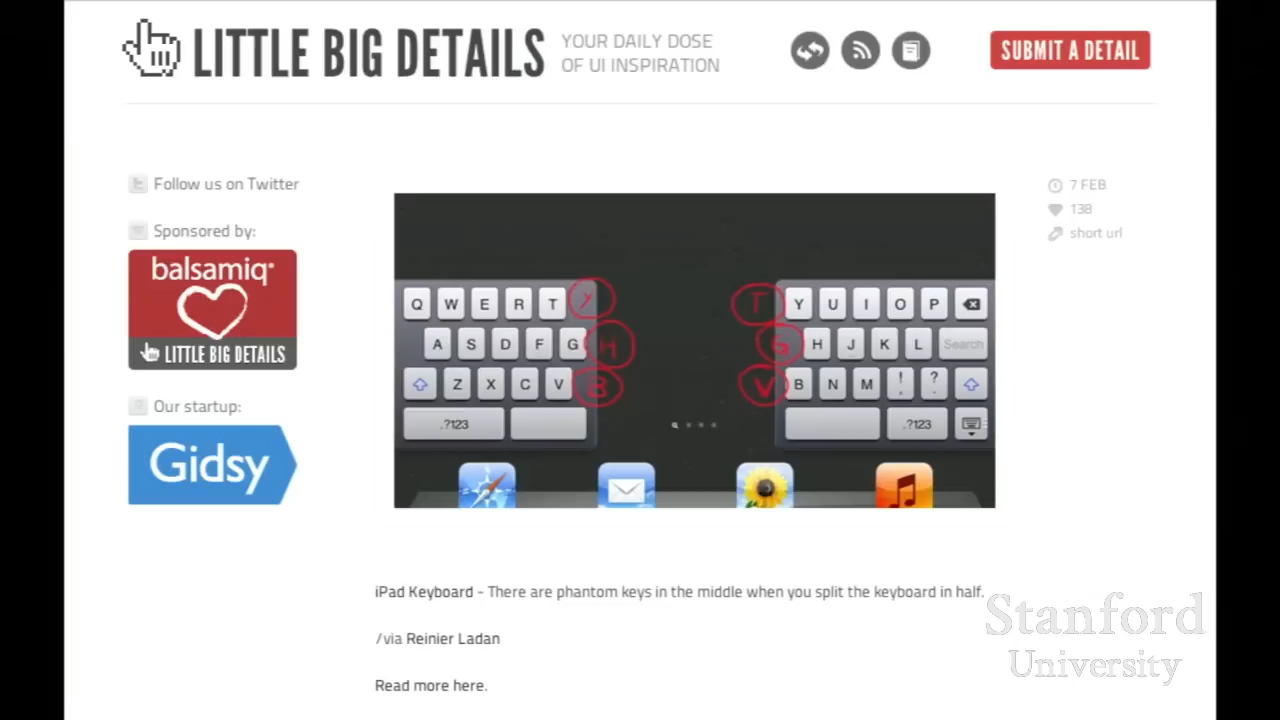 LITTLE BIG DETAILS
YOUR DAILY DOSE
OF UI INSPIRATION
SUBMIT A DETAIL
Follow us on Twitter
Sponsored by:
balsamiq®
LITTLE BIG DETAILS
Our startup:
Gidsy
7 FEB
138
short url
Q W E R T Y
A S D F G H
Z X C V B
.?123
T Y U I O P
G H J K L Search
V B N M ! , ? .
.?123
iPad Keyboard - There are phantom keys in the middle when you split the keyboard in half.
/via Reinier Ladan
Read more here.
Stanford
University